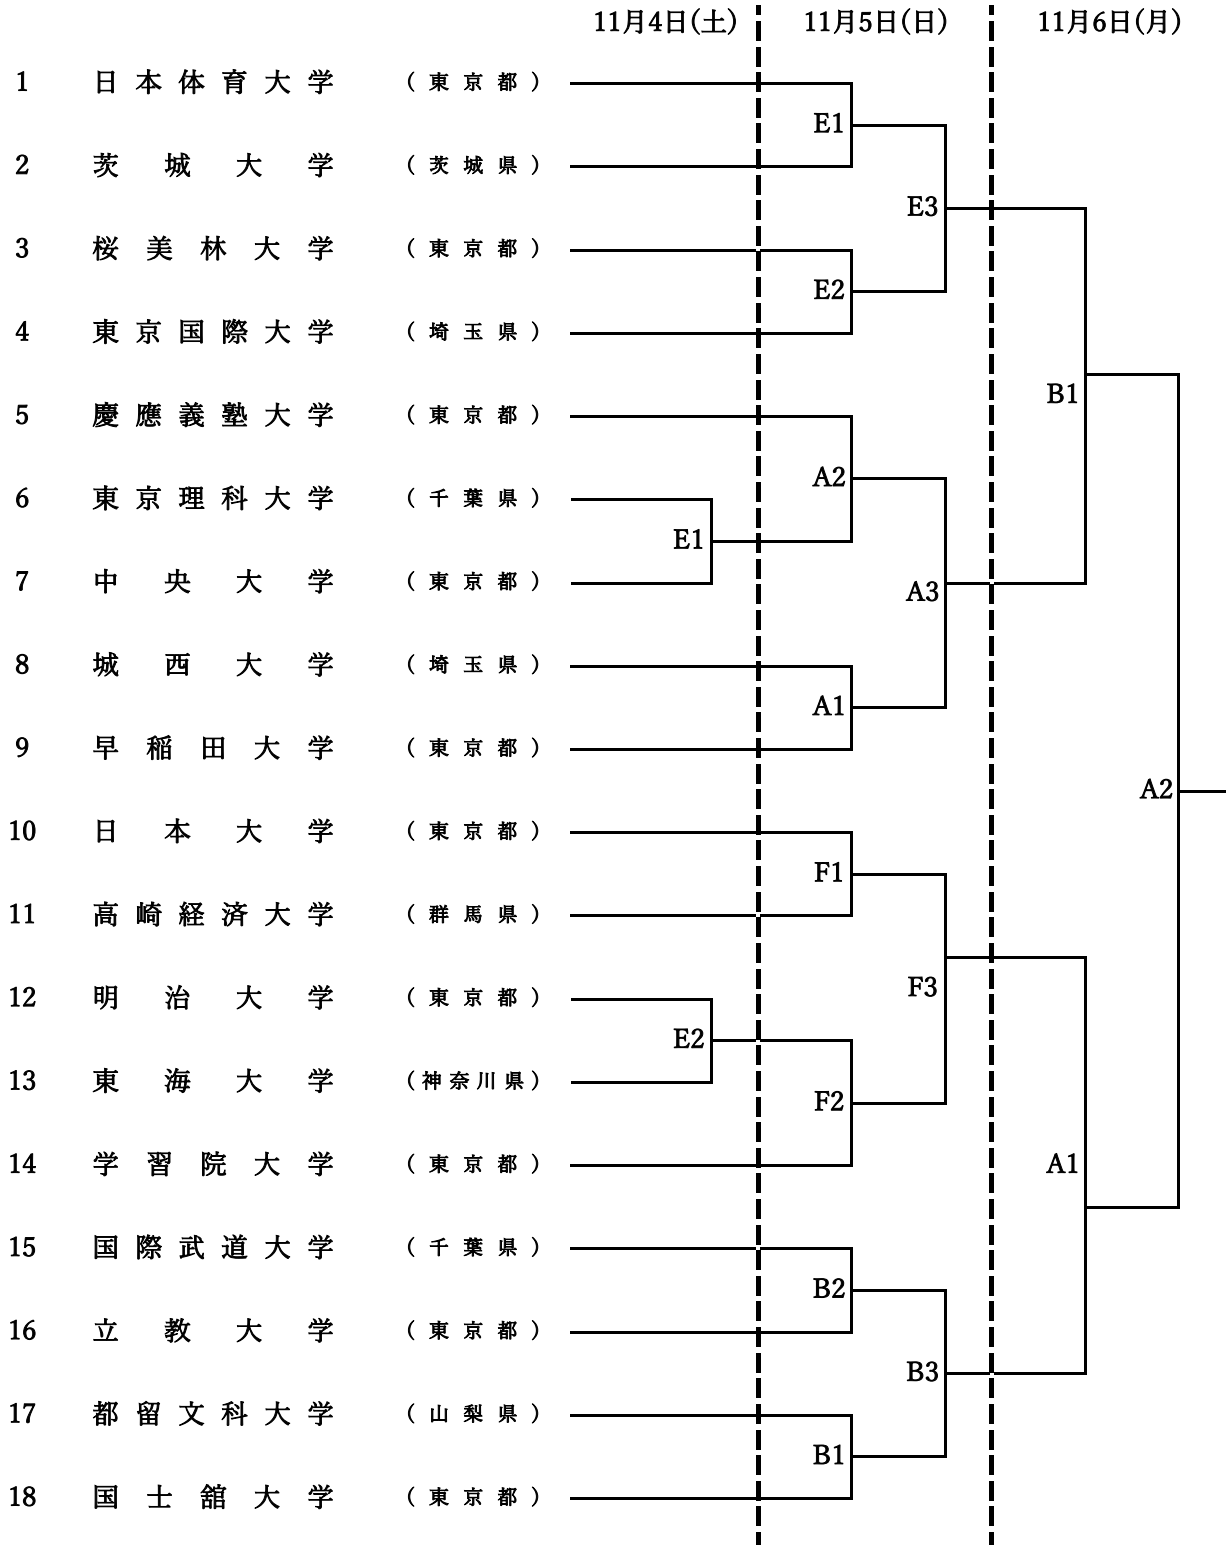 11月4日(土) 11月5日(日) 11月6日(月)
1 日本体育大学 (東京都)
E1
2 茨城大学 (茨城県)
E3
3 桜美林大学 (東京都)
E2
4 東京国際大学 (埼玉県)
B1
5 慶應義塾大学 (東京都)
A2
6 東京理科大学 (千葉県)
E1
7 中央大学 (東京都)
A3
8 城西大学 (埼玉県)
A1
9 早稲田大学 (東京都)
A2
10 日本大学 (東京都)
F1
11 高崎経済大学 (群馬県)
F3
12 明治大学 (東京都)
E2
13 東海大学 (神奈川県)
F2
14 学習院大学 (東京都)
A1
15 国際武道大学 (千葉県)
B2
16 立教大学 (東京都)
B3
17 都留文科大学 (山梨県)
B1
18 国士舘大学 (東京都)